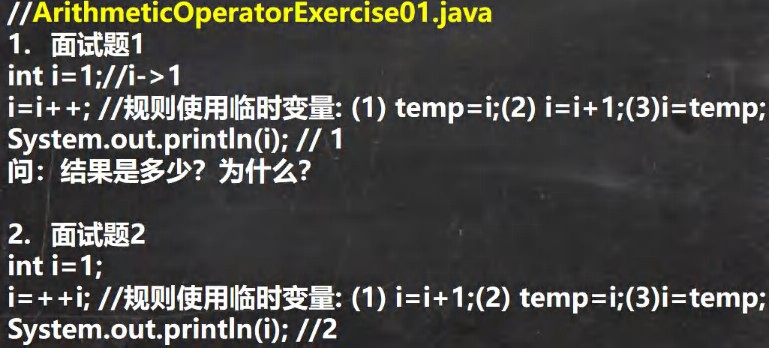 //ArithmeticOperatorExercise01.java
1. 面试题1
int i=1;//i->1
i=i++; //规则使用临时变量: (1) temp=i;(2) i=i+1;(3)i=temp;
System.out.println(i); // 1
问：结果是多少？为什么？
2. 面试题2
int i=1;
i=++i; //规则使用临时变量: (1) i=i+1;(2) temp=i;(3)i=temp;
System.out.println(i); //2